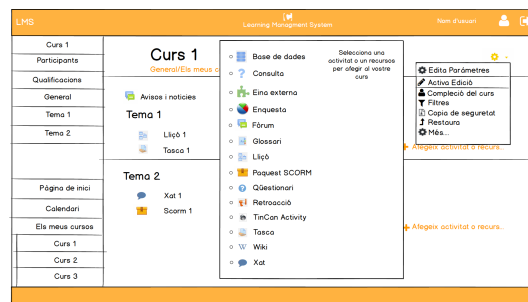 LMS
Learning Managment System
Nom d'usuari
Curs 1
Participants
Qualificacions
General
Tema 1
Tema 2
Pàgina de inici
Calendari
Els meus cursos
Curs 1
Curs 2
Curs 3
Curs 1
General/Els meus c
Avisos i noticies
Tema 1
Lliçó 1
Tasca 1
Tema 2
Xat 1
Scorm 1
Base de dades
Consulta
Eina externa
Enquesta
Fòrum
Glossari
Lliçó
Paquest SCORM
Qüestionari
Retroacció
TinCan Activity
Tasca
Wiki
Xat
Selecciona una
activitat o un recursos
per afegir al vostre
curs
Edita Paràmetres
Activa Edició
Compleció del curs
Filtres
Copia de seguretat
Restaura
Més...
Afegeix activitat o recurs..
Afegeix activitat o recurs..